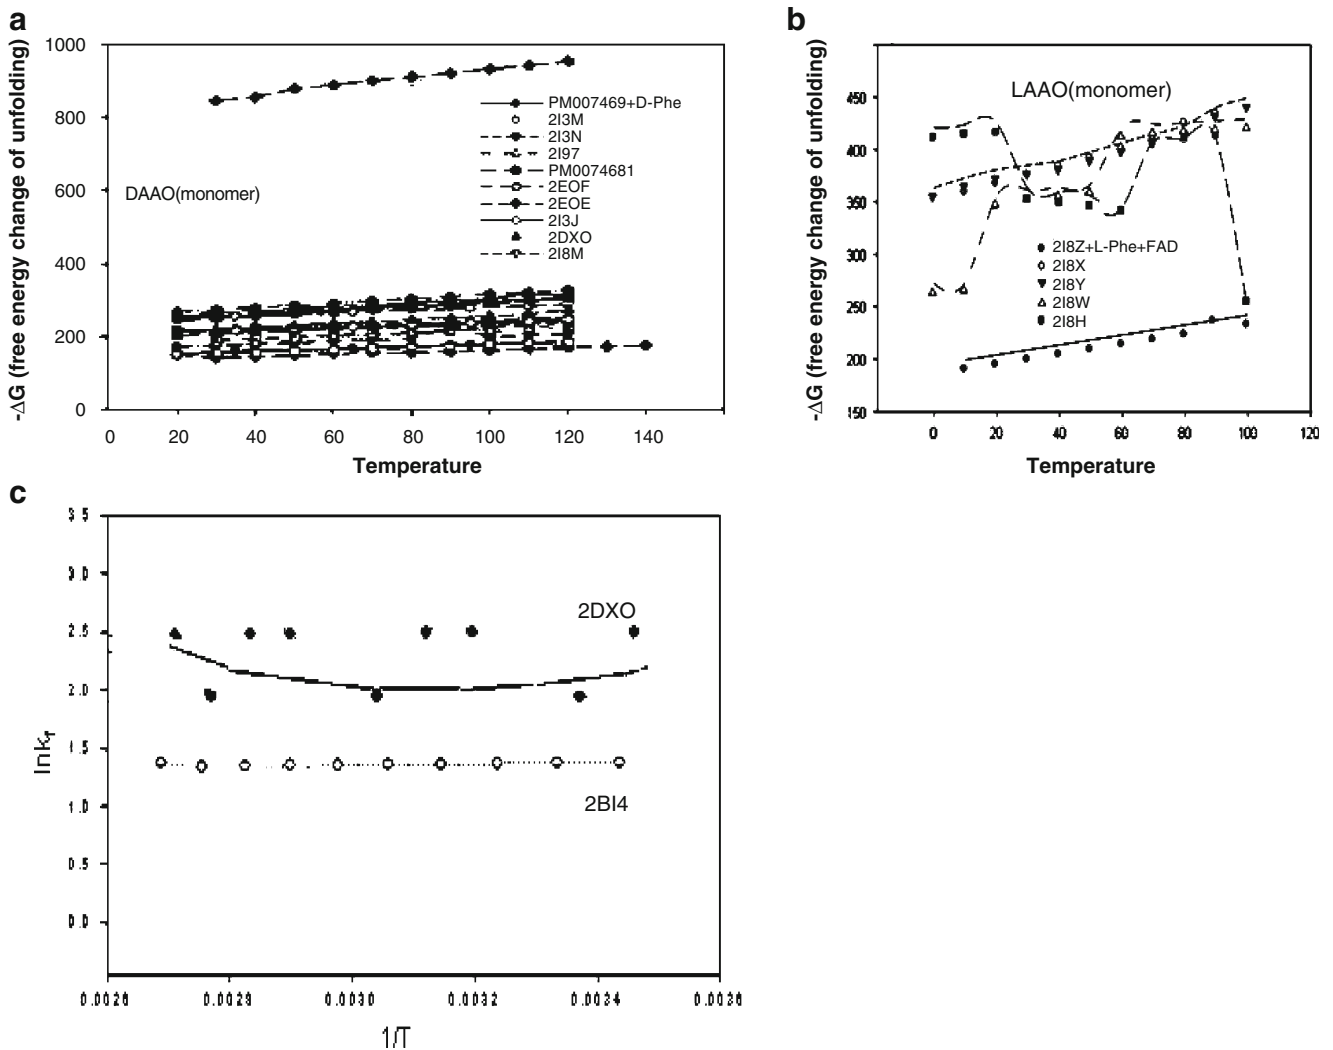 a
-ΔG (free energy change of unfolding)
1000
800
600
400
200
0
DAAO(monomer)
PM007469+D-Phe
2I3M
2I3N
2I97
PM0074681
2EOF
2EOE
2I3J
2DXO
2I8M
0 20 40 60 80 100 120 140
Temperature
b
-ΔG (free energy change of unfolding)
450
400
350
300
250
200
150
LAAO(monomer)
2I8Z+L-Phe+FAD
2I8X
2I8Y
2I8W
2I8H
0 20 40 60 80 100 120
Temperature
c
lnkf
3.5
3.0
2.5
2.0
1.5
1.0
0.5
0.0
2DXO
2BI4
0.0026 0.0028 0.0030 0.0032 0.0034 0.0036
1/T